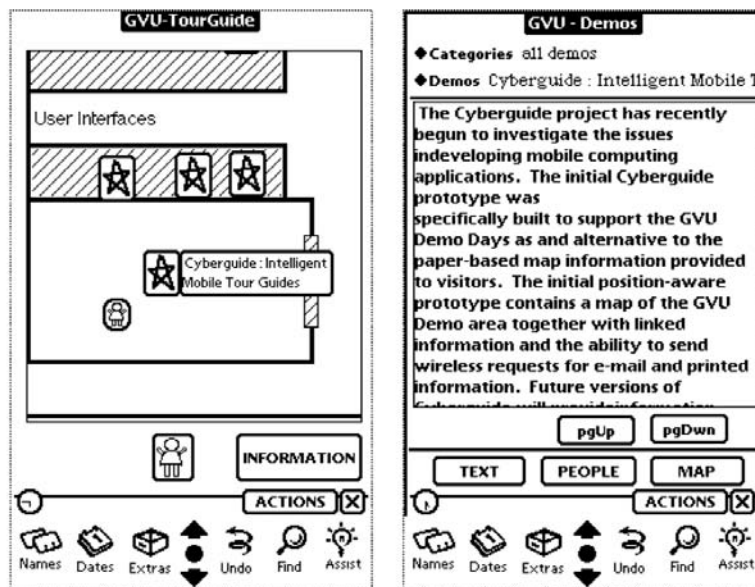 GVU-TourGuide
User Interfaces
Cyberguide : Intelligent
Mobile Tour Guides
INFORMATION
ACTIONS
Names Dates Extras Undo Find Assist
GVU - Demos
◆Categories all demos
◆Demos Cyberguide : Intelligent Mobile T
The Cyberguide project has recently
begun to investigate the issues
indeveloping mobile computing
applications. The initial Cyberguide
prototype was
specifically built to support the GVU
Demo Days as and alternative to the
paper-based map information provided
to visitors. The initial position-aware
prototype contains a map of the GVU
Demo area together with linked
information and the ability to send
wireless requests for e-mail and printed
information. Future versions of
pgUp pgDwn
TEXT PEOPLE MAP
ACTIONS
Names Dates Extras Undo Find Assist